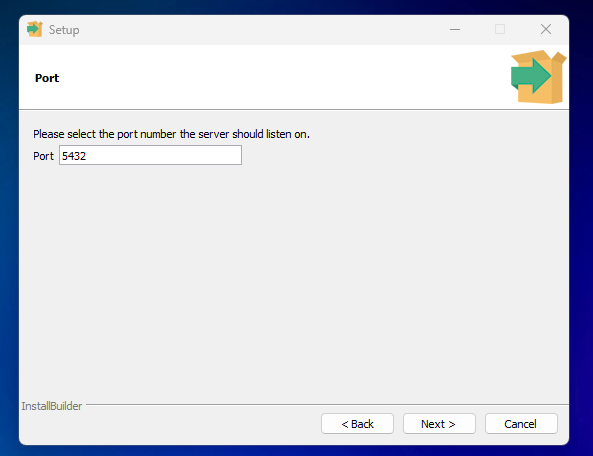 Setup
Port
Please select the port number the server should listen on.
Port 5432
InstallBuilder
< Back Next > Cancel